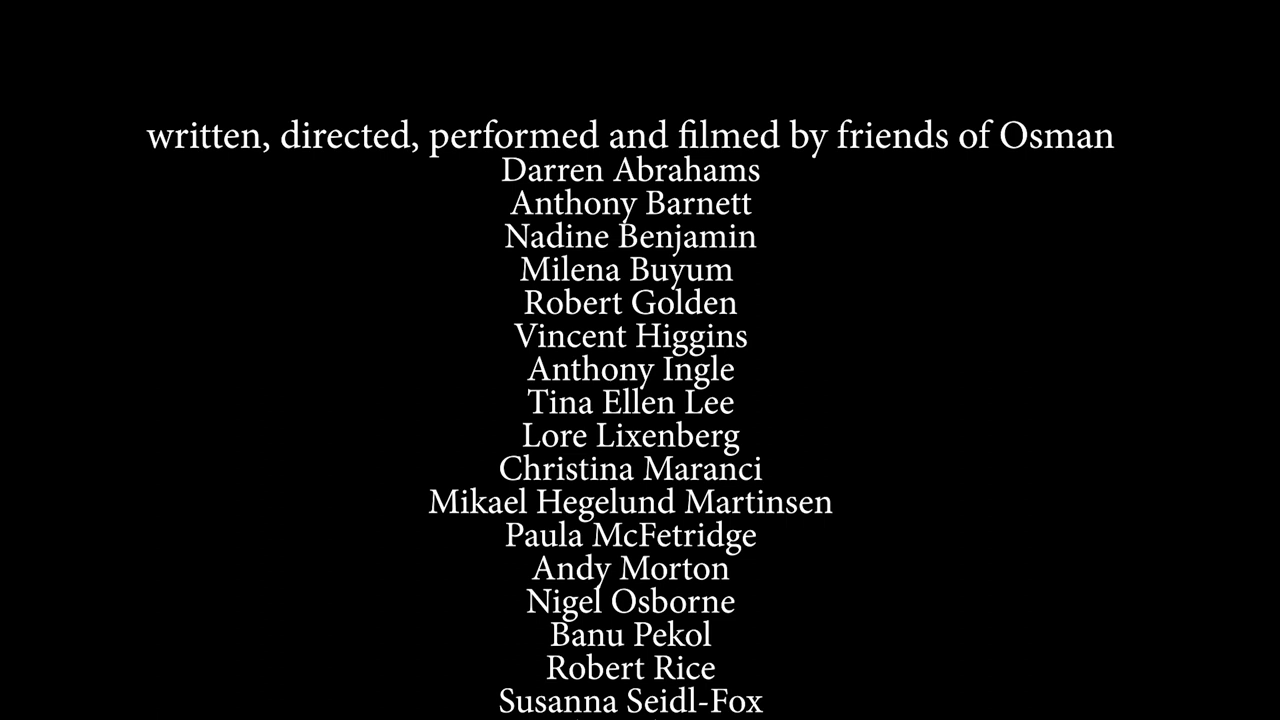 written, directed, performed and filmed by friends of Osman
Darren Abrahams
Anthony Barnett
Nadine Benjamin
Milena Buyum
Robert Golden
Vincent Higgins
Anthony Ingle
Tina Ellen Lee
Lore Lixenberg
Christina Maranci
Mikael Hegelund Martinsen
Paula McFetridge
Andy Morton
Nigel Osborne
Banu Pekol
Robert Rice
Susanna Seidl-Fox